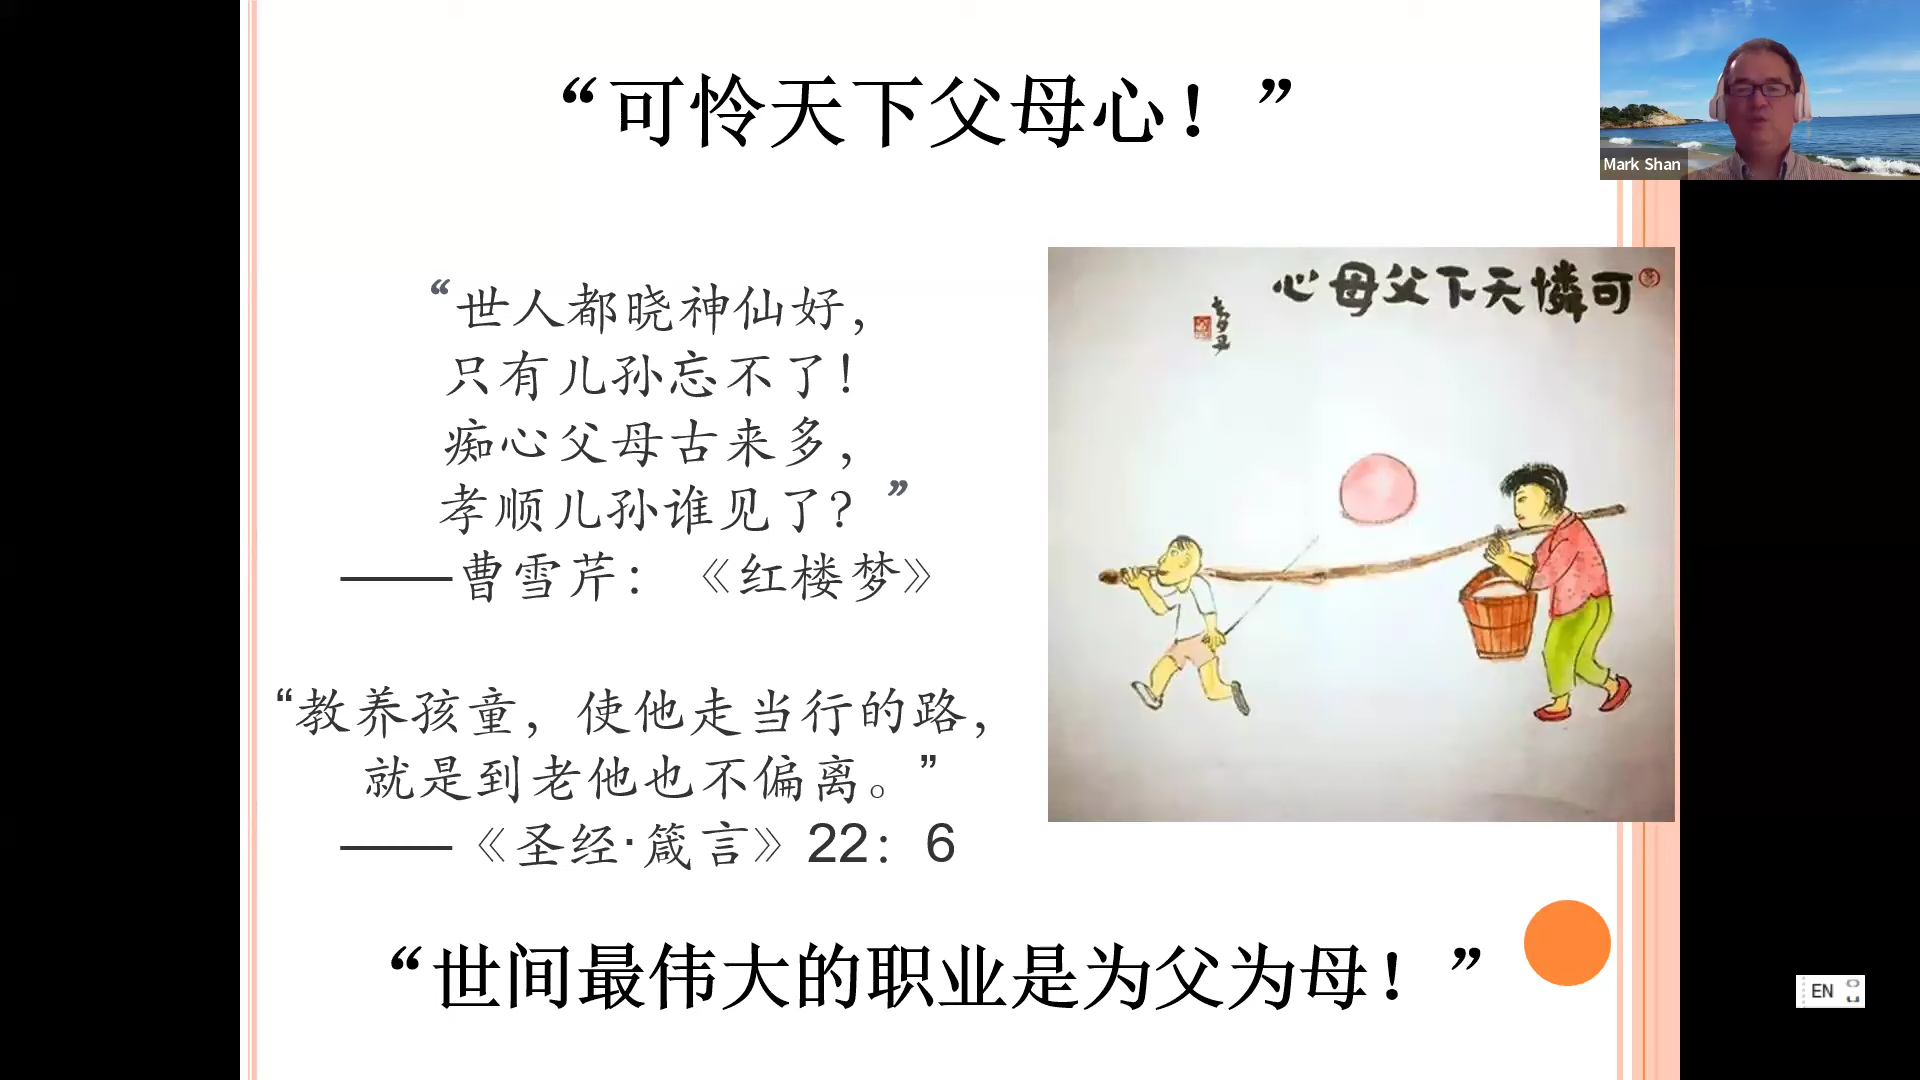 “可怜天下父母心！”
Mark Shan
“世人都晓神仙好，
只有儿孙忘不了！
痴心父母古来多，
孝顺儿孙谁见了？”
——曹雪芹：《红楼梦》
“教养孩童，使他走当行的路，
就是到老他也不偏离。”
——《圣经·箴言》22：6
可憐天下父母心
“世间最伟大的职业是为父为母！”
EN